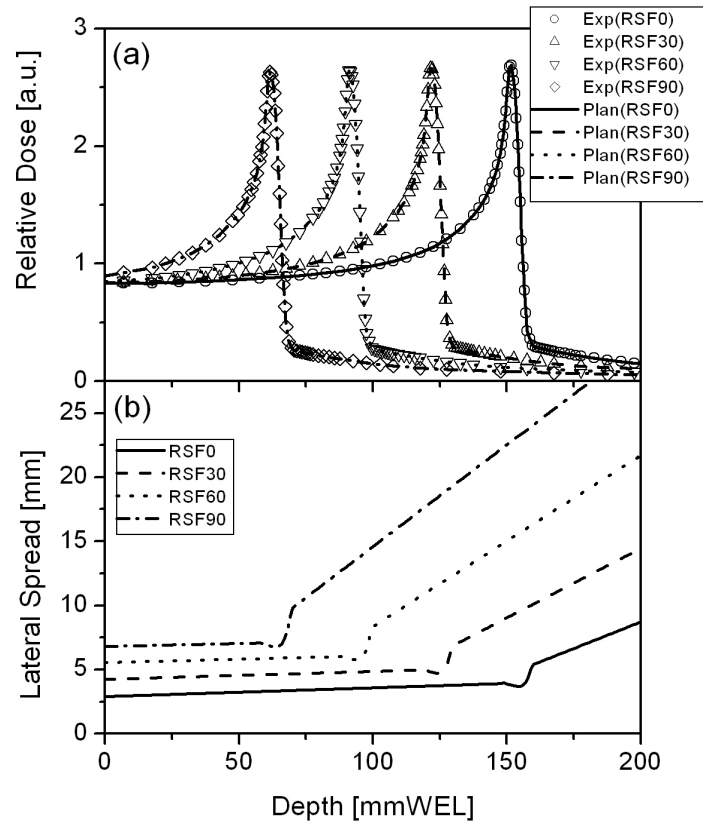 (a)
3
2
1
0
Relative Dose [a.u.]
Exp(RSF0)
Exp(RSF30)
Exp(RSF60)
Exp(RSF90)
Plan(RSF0)
Plan(RSF30)
Plan(RSF60)
Plan(RSF90)
(b)
25
20
15
10
5
0
Lateral Spread [mm]
RSF0
RSF30
RSF60
RSF90
0 50 100 150 200
Depth [mmWEL]